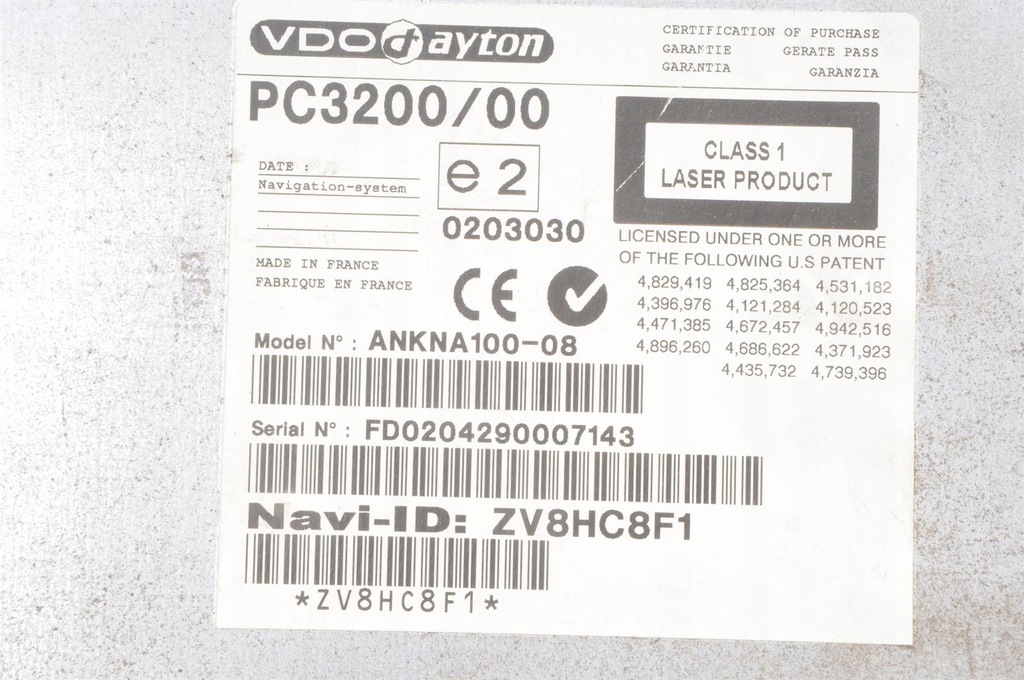 VDO dayton
CERTIFICATION OF PURCHASE
GARANTIE GERATE PASS
GARANTIA GARANZIA
PC3200/00
DATE :
Navigation-system
e2
0203030
MADE IN FRANCE
FABRIQUE EN FRANCE
CE
CLASS 1
LASER PRODUCT
LICENSED UNDER ONE OR MORE
OF THE FOLLOWING U.S PATENT
4,829,419 4,825,364 4,531,182
4,396,976 4,121,284 4,120,523
4,471,385 4,672,457 4,942,516
4,896,260 4,686,622 4,371,923
4,435,732 4,739,396
Model N° : ANKNA100-08
Serial N° : FD0204290007143
Navi-ID: ZV8HC8F1
*ZV8HC8F1*